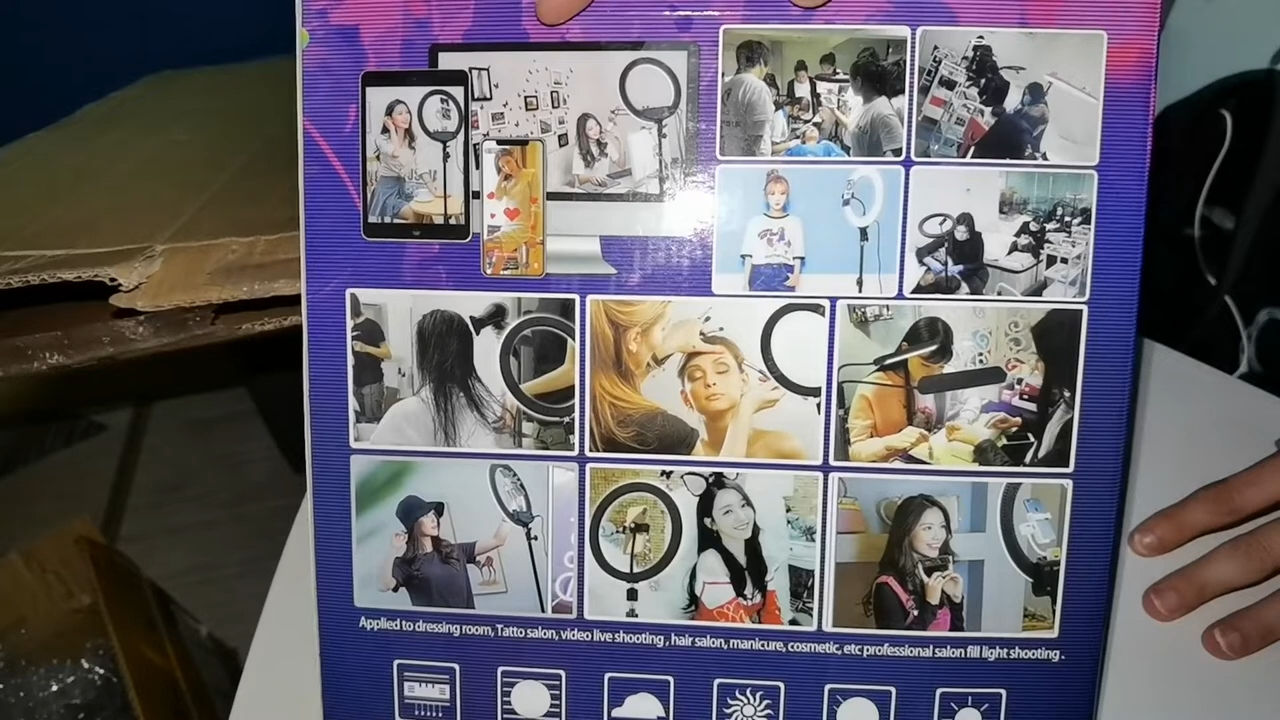 Applied to dressing room, Tatto salon, video live shooting , hair salon, manicure, cosmetic, etc professional salon fill light shooting .